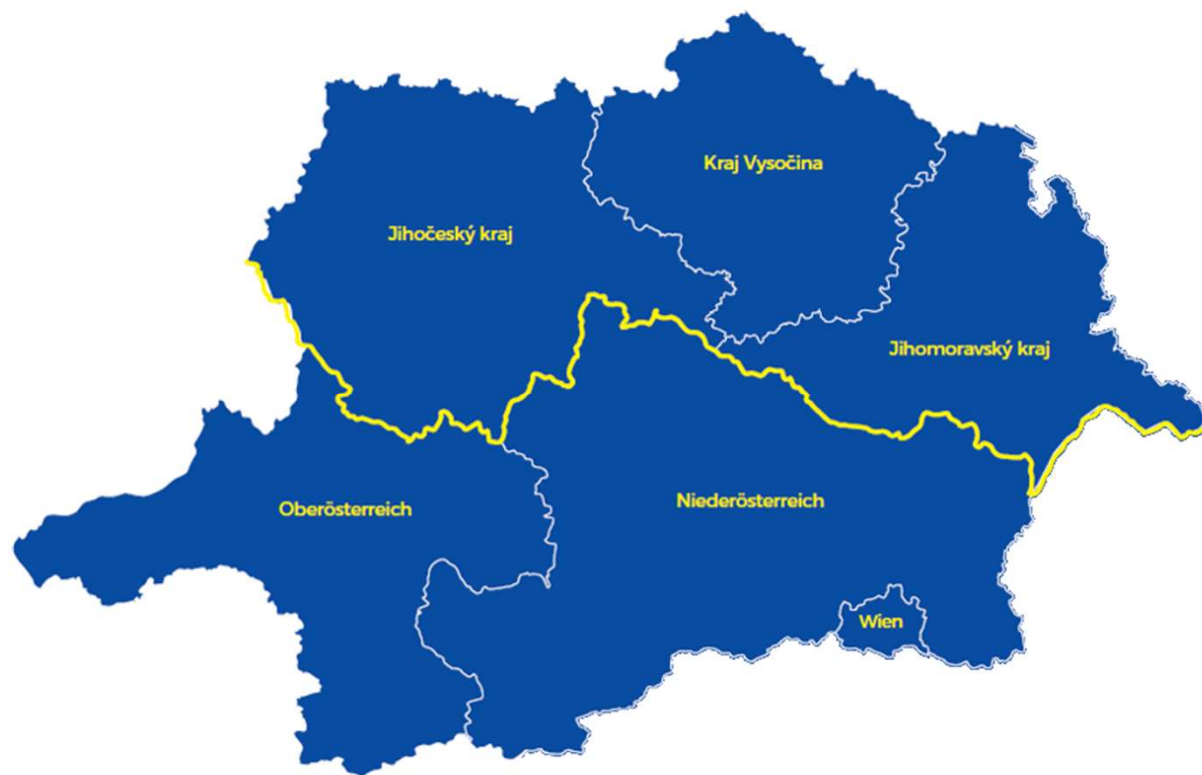 Kraj Vysočina
Jihočeský kraj
Jihomoravský kraj
Niederösterreich
Oberösterreich
Wien